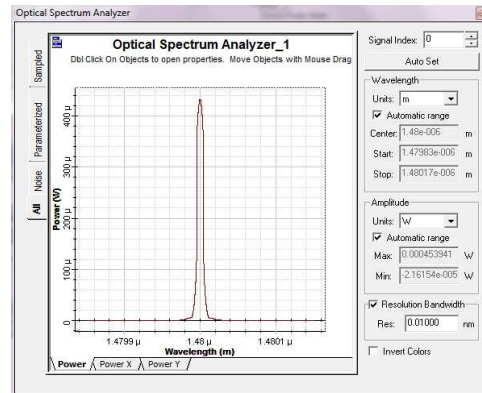 Optical Spectrum Analyzer
Signal Index: 0
Auto Set
Optical Spectrum Analyzer_1
Dbl Click On Objects to open properties. Move Objects with Mouse Drag
Sampled
Parameterized
Noise
All
Power (W)
400 µ
300 µ
200 µ
100 µ
0
1.4799 µ
1.48 µ
1.4801 µ
Wavelength (m)
Power
Power X
Power Y
Wavelength
Units: m
Automatic range
Center: 1.48e-006 m
Start: 1.47983e-006 m
Stop: 1.48017e-006 m
Amplitude
Units: W
Automatic range
Max: 0.000453941 W
Min: -2.16154e-005 W
Resolution Bandwidth
Res: 0.01000 nm
Invert Colors